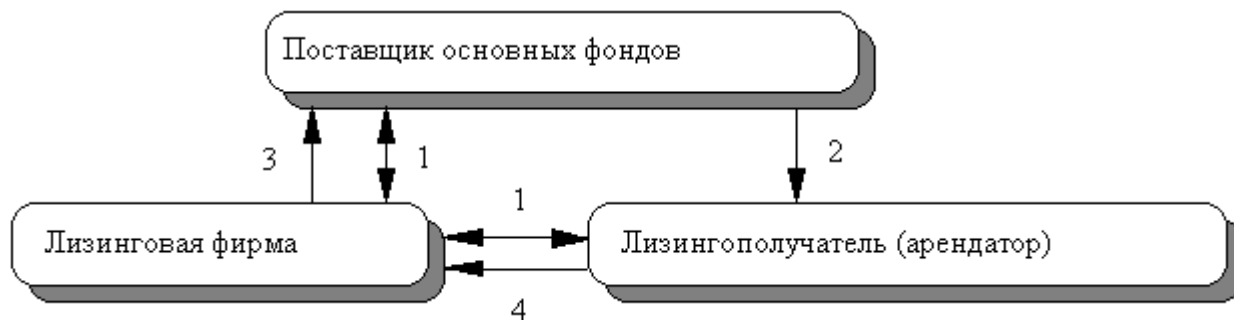 Поставщик основных фондов
3
1
2
1
Лизинговая фирма
Лизингополучатель (арендатор)
4